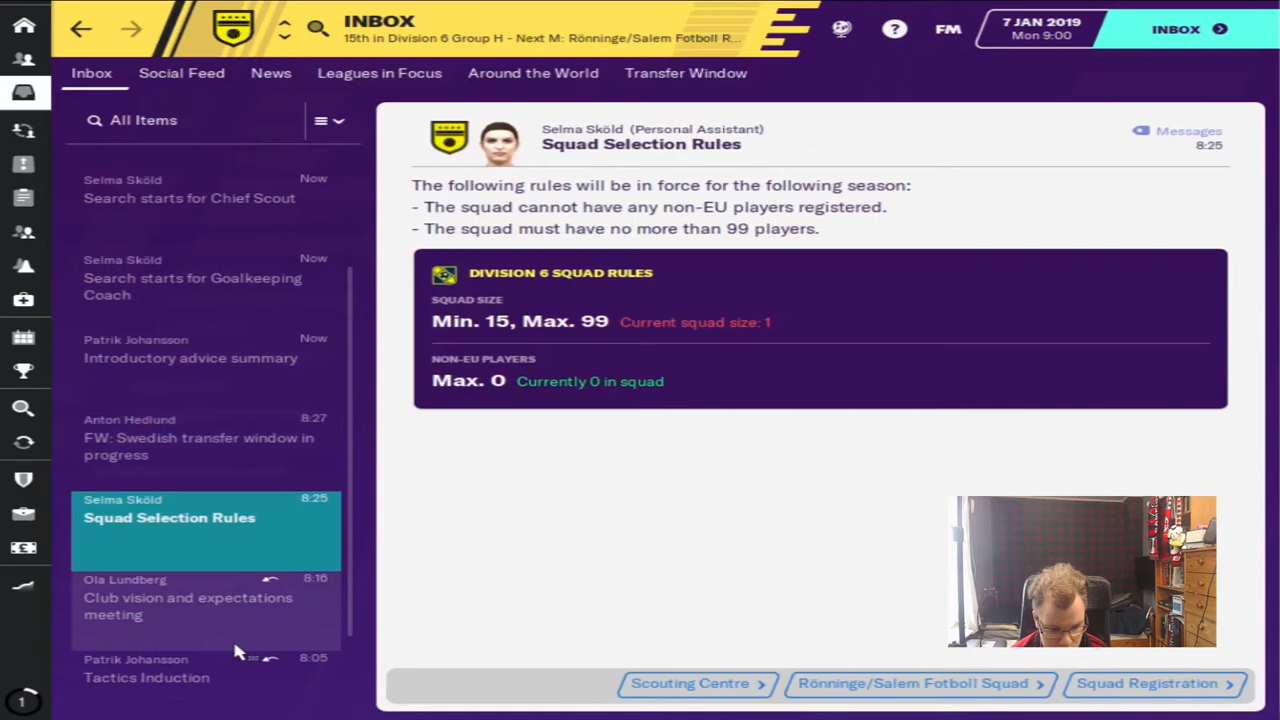 INBOX
15th in Division 6 Group H - Next M: Rönninge/Salem Fotboll R...
FM
7 JAN 2019
Mon 9:00
INBOX
Inbox
Social Feed
News
Leagues in Focus
Around the World
Transfer Window
All Items
Selma Sköld
Now
Search starts for Chief Scout
Selma Sköld
Now
Search starts for Goalkeeping
Coach
Patrik Johansson
Now
Introductory advice summary
Anton Hedlund
8:27
FW: Swedish transfer window in
progress
Selma Sköld
8:25
Squad Selection Rules
Ola Lundberg
8:16
Club vision and expectations
meeting
Patrik Johansson
8:05
Tactics Induction
1
Selma Sköld (Personal Assistant)
Squad Selection Rules
Messages
8:25
The following rules will be in force for the following season:
- The squad cannot have any non-EU players registered.
- The squad must have no more than 99 players.
DIVISION 6 SQUAD RULES
SQUAD SIZE
Min. 15, Max. 99 Current squad size: 1
NON-EU PLAYERS
Max. 0 Currently 0 in squad
Scouting Centre
Rönninge/Salem Fotboll Squad
Squad Registration